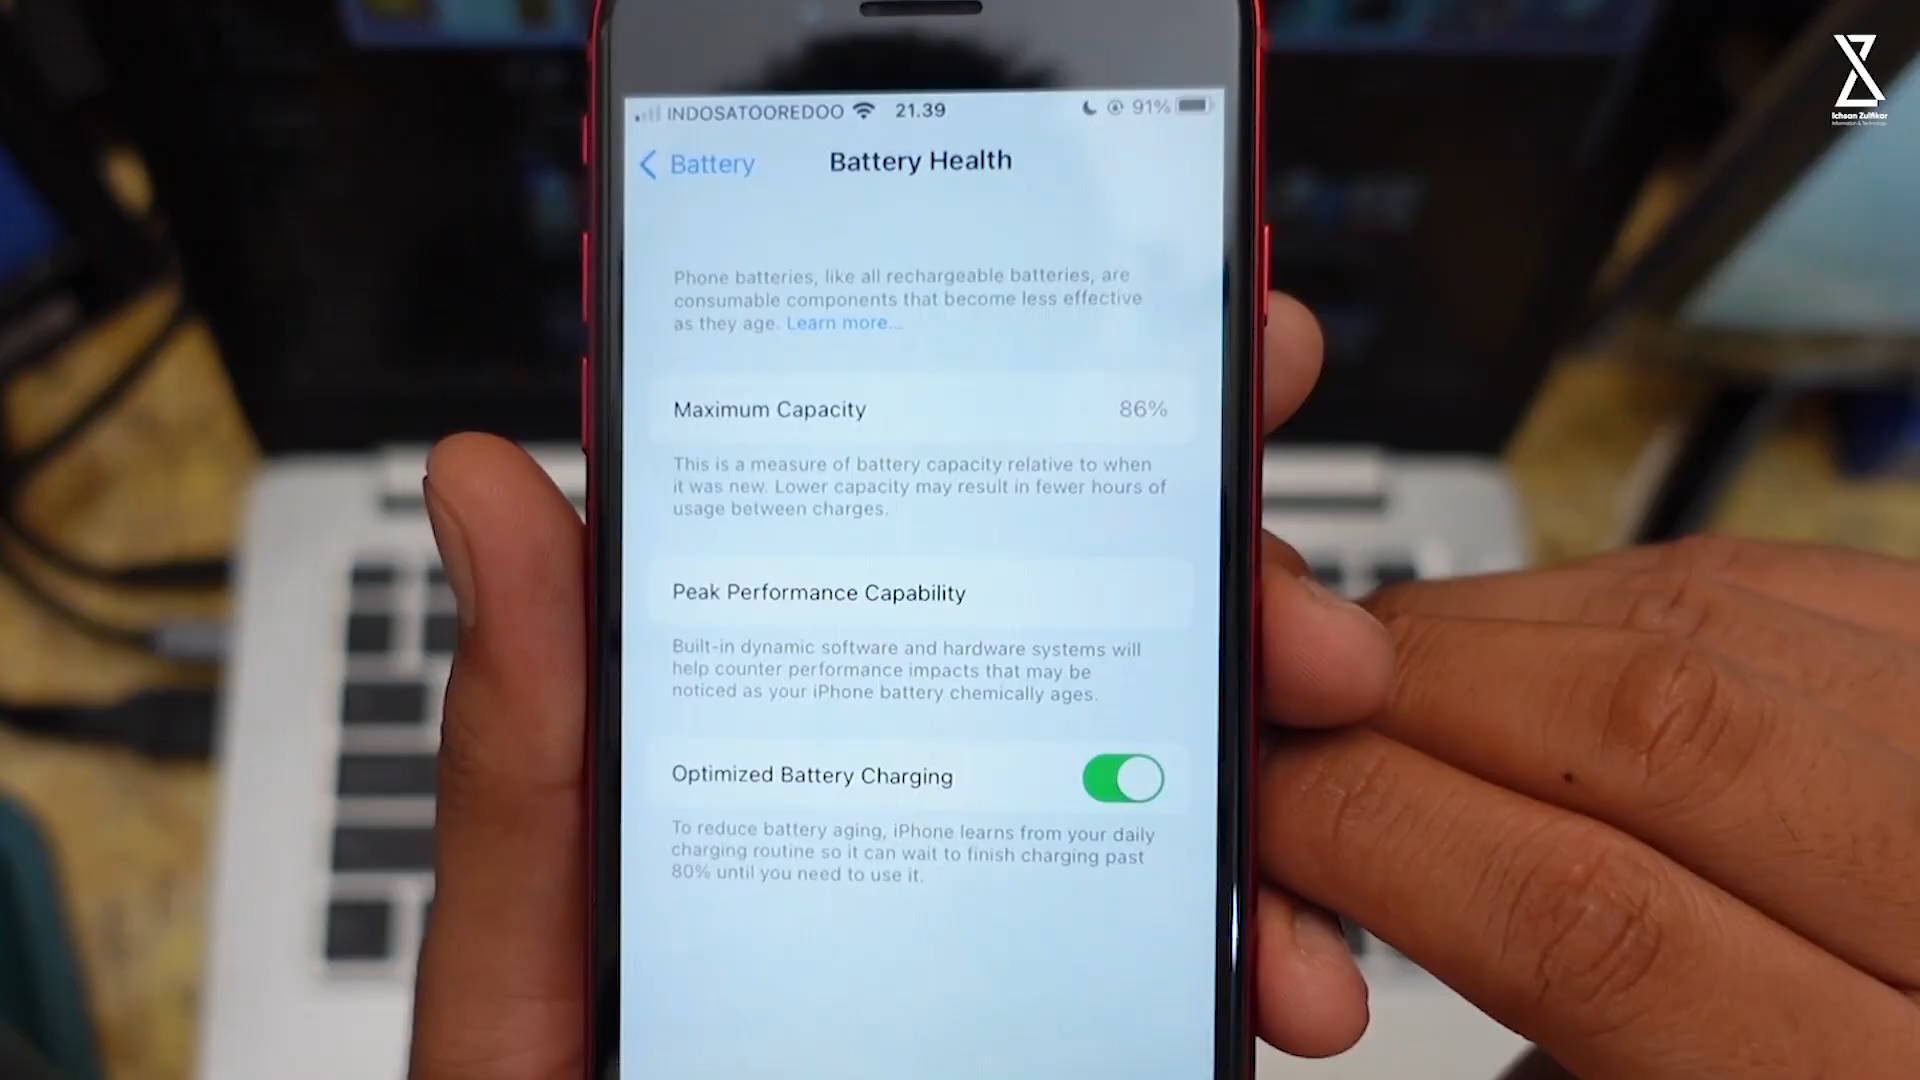 INDOSATOOREDOO 21.39 91%
Battery Battery Health
Phone batteries, like all rechargeable batteries, are
consumable components that become less effective
as they age. Learn more...
Maximum Capacity 86%
This is a measure of battery capacity relative to when
it was new. Lower capacity may result in fewer hours of
usage between charges.
Peak Performance Capability
Built-in dynamic software and hardware systems will
help counter performance impacts that may be
noticed as your iPhone battery chemically ages.
Optimized Battery Charging
To reduce battery aging, iPhone learns from your daily
charging routine so it can wait to finish charging past
80% until you need to use it.
Ichsan Zulfikar
Information & Technology